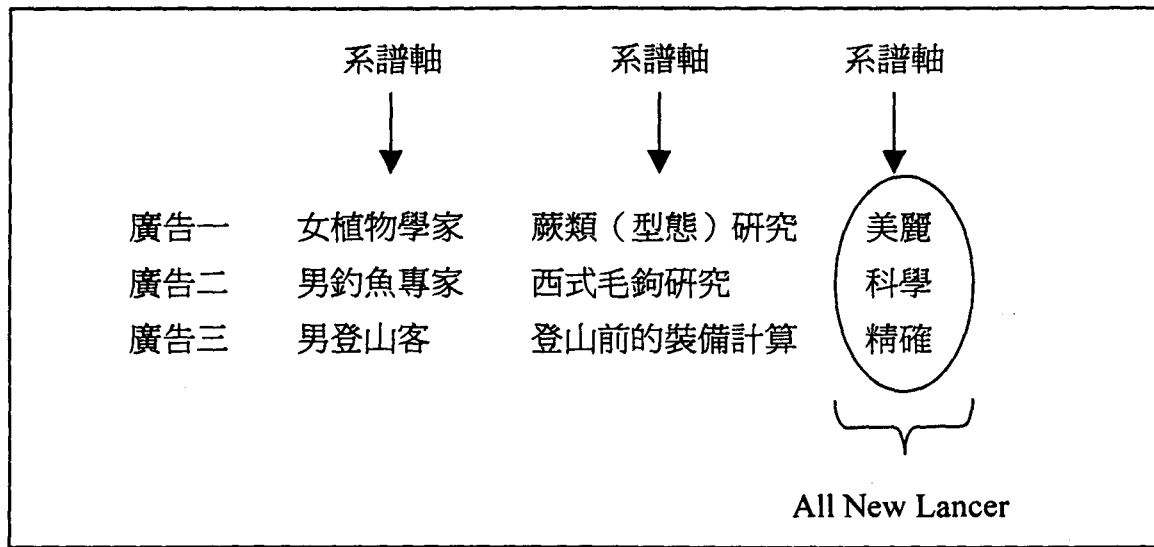 系譜軸 系譜軸 系譜軸
廣告一 女植物學家 蕨類（型態）研究 美麗
廣告二 男釣魚專家 西式毛鉤研究 科學
廣告三 男登山客 登山前的裝備計算 精確
All New Lancer